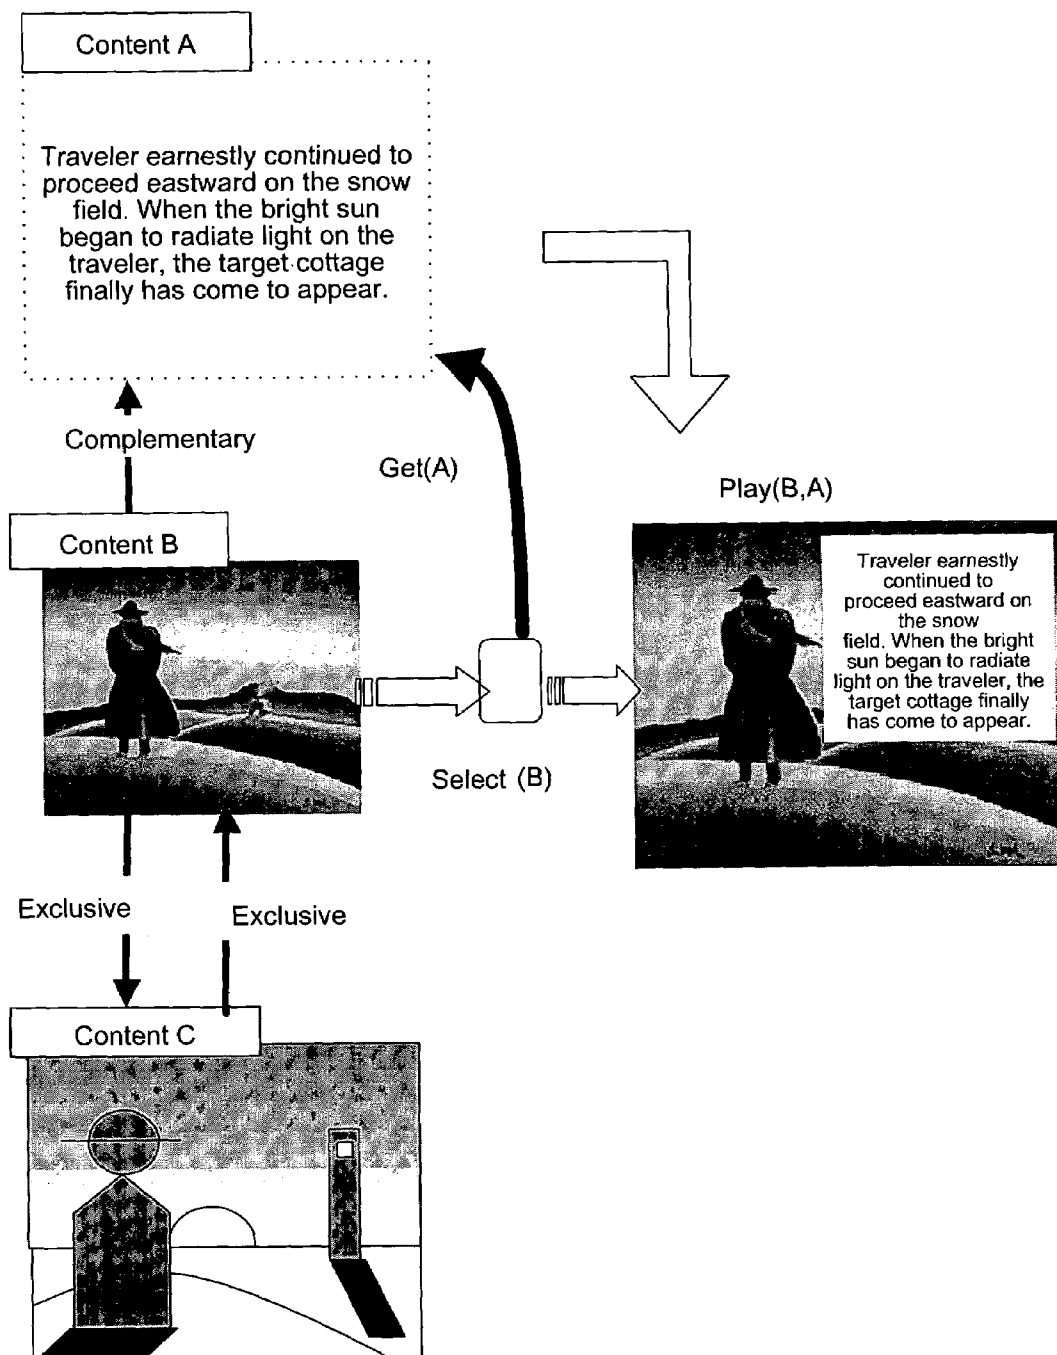 Content A
Traveler earnestly continued to
proceed eastward on the snow
field. When the bright sun
began to radiate light on the
traveler, the target cottage
finally has come to appear.
Complementary
Get(A)
Play(B,A)
Content B
Traveler earnestly
continued to
proceed eastward on
the snow
field. When the bright
sun began to radiate
light on the traveler, the
target cottage finally
has come to appear.
Select (B)
Exclusive
Exclusive
Content C